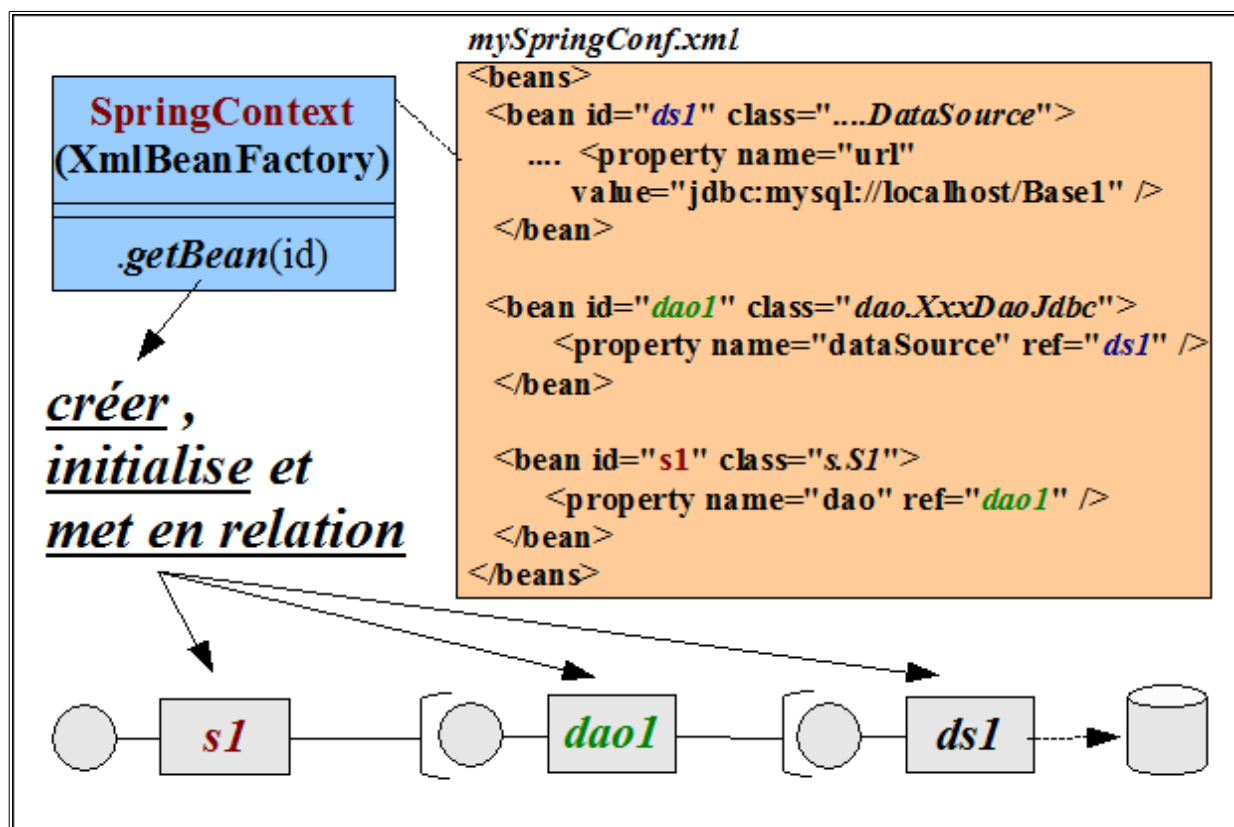 mySpringConf.xml
SpringContext
(XmlBeanFactory)
.getBean(id)
<beans>
<bean id="ds1" class="....DataSource">
.... <property name="url"
value="jdbc:mysql://localhost/Base1" />
</bean>
<bean id="dao1" class="dao.XxxDaoJdbc">
<property name="dataSource" ref="ds1" />
</bean>
<bean id="s1" class="s.S1">
<property name="dao" ref="dao1" />
</bean>
</beans>
créer ,
initialise et
met en relation
s1
dao1
ds1